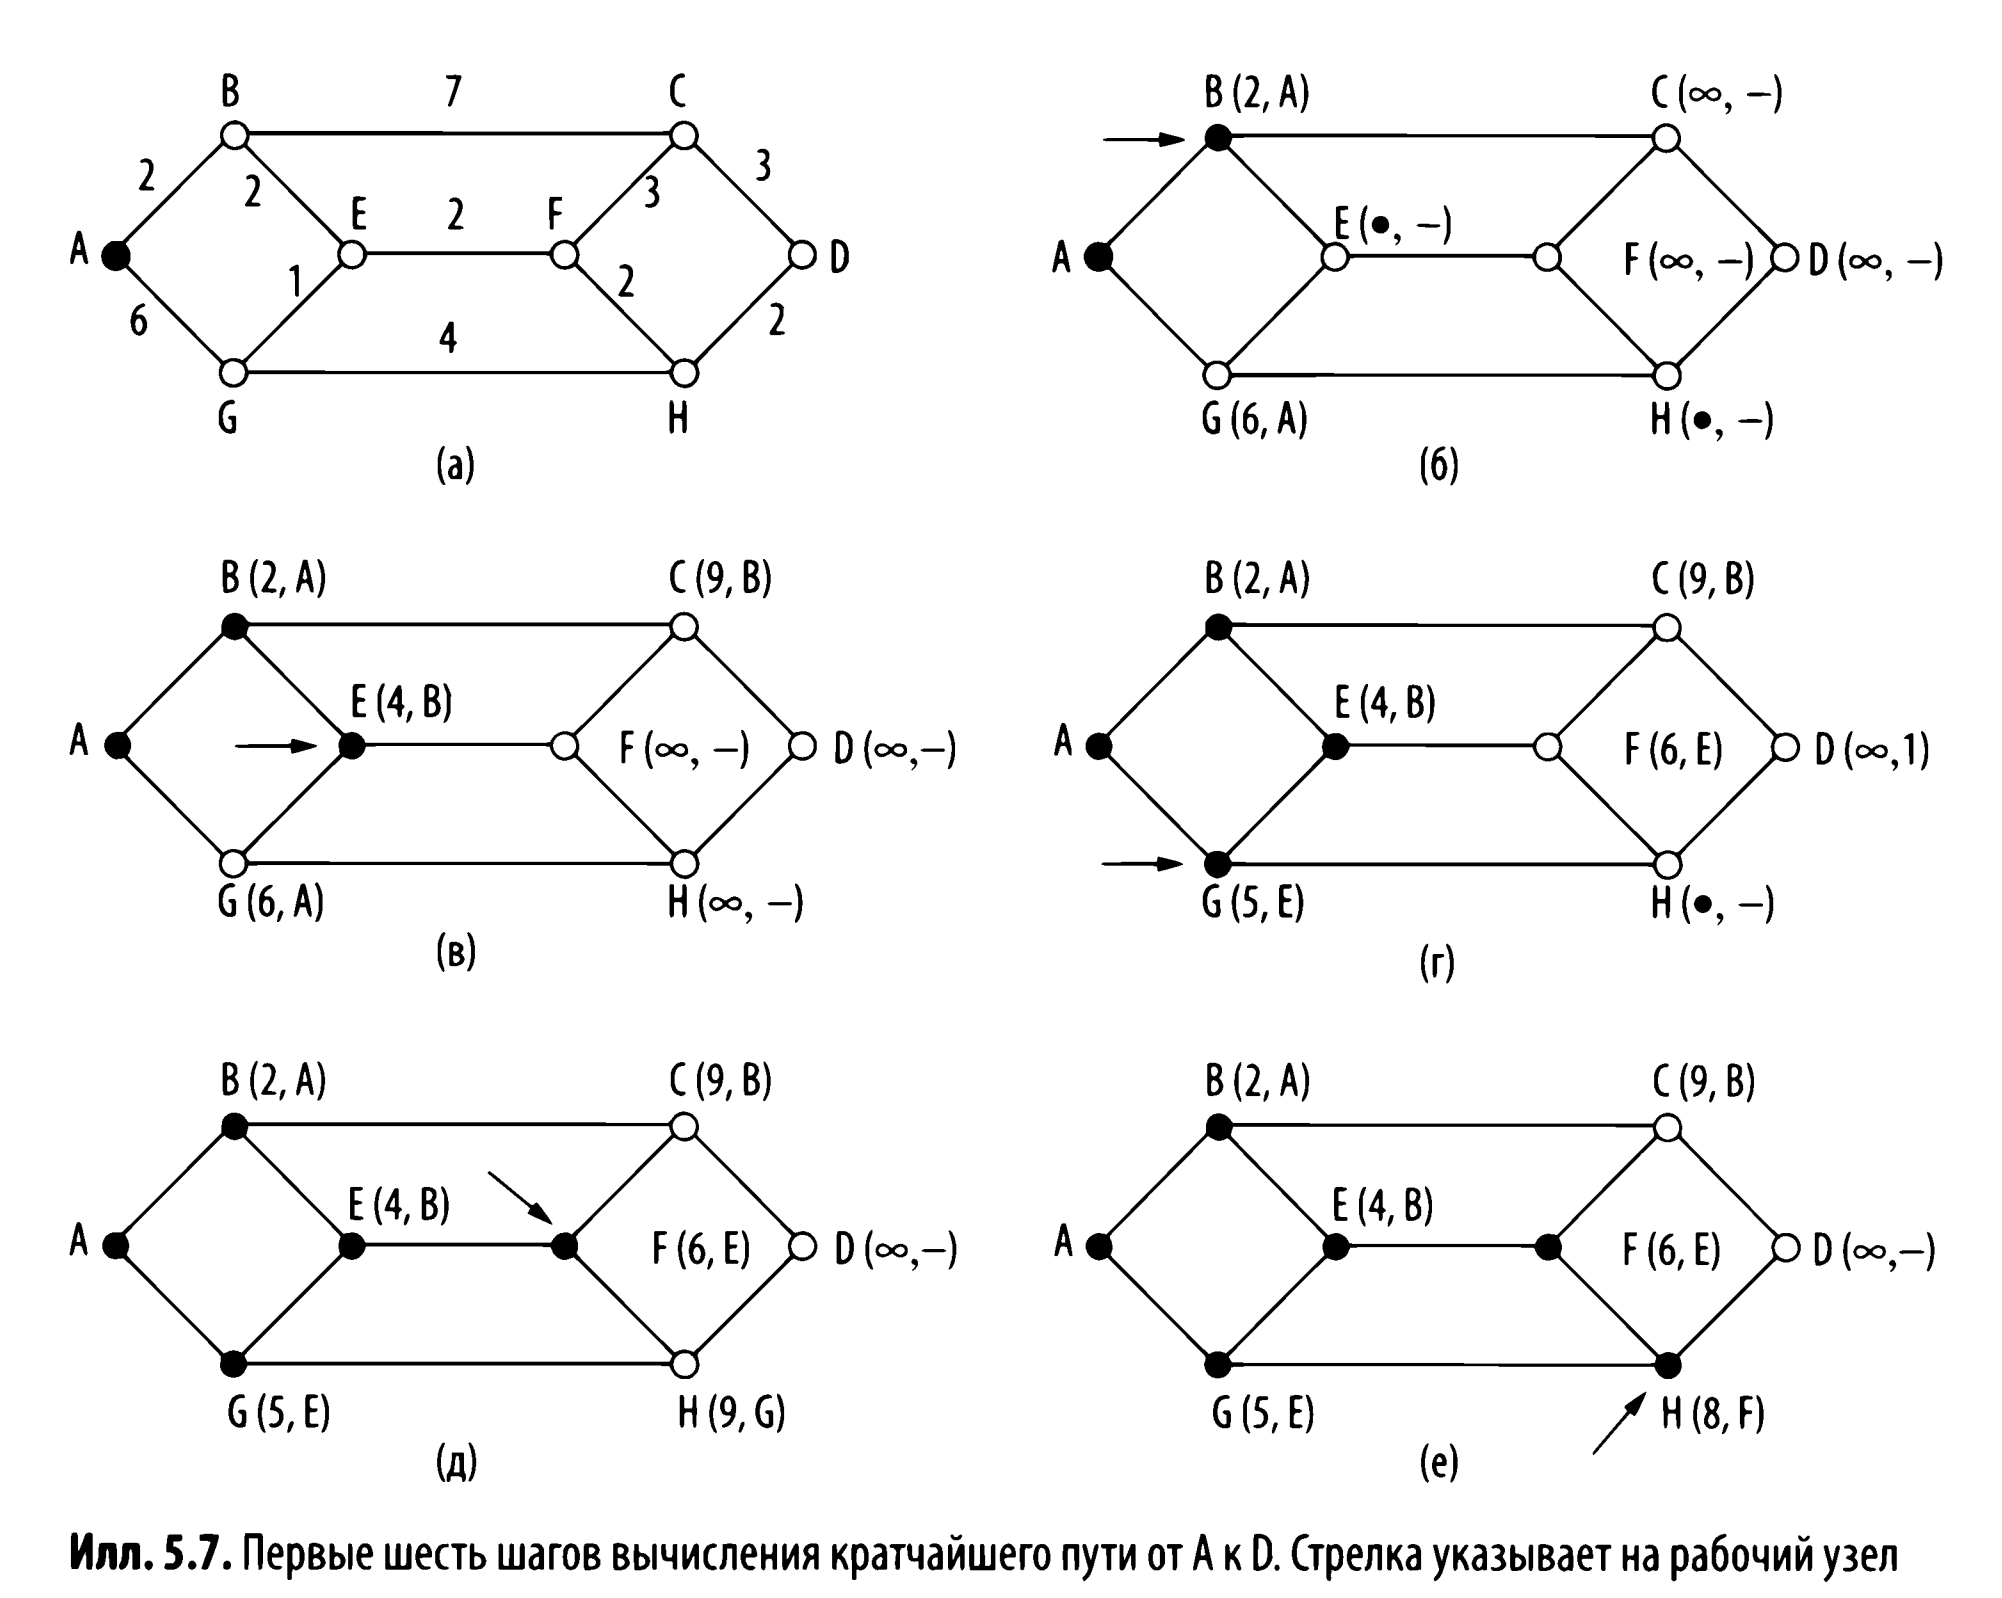 B 7 C
2 2 E 2 F 3 3
A D
6 1 4 2 2
G H
(а)
B (2, A) C (∞, –)
E (●, –)
A F (∞, –) D (∞, –)
G (6, A) H (●, –)
(б)
B (2, A) C (9, B)
E (4, B)
A F (∞, –) D (∞,–)
G (6, A) H (∞, –)
(в)
B (2, A) C (9, B)
E (4, B)
A F (6, E) D (∞,1)
G (5, E) H (●, –)
(г)
B (2, A) C (9, B)
E (4, B)
A F (6, E) D (∞,–)
G (5, E) H (9, G)
(д)
B (2, A) C (9, B)
E (4, B)
A F (6, E) D (∞,–)
G (5, E) H (8, F)
(е)
Илл. 5.7. Первые шесть шагов вычисления кратчайшего пути от A к D. Стрелка указывает на рабочий узел